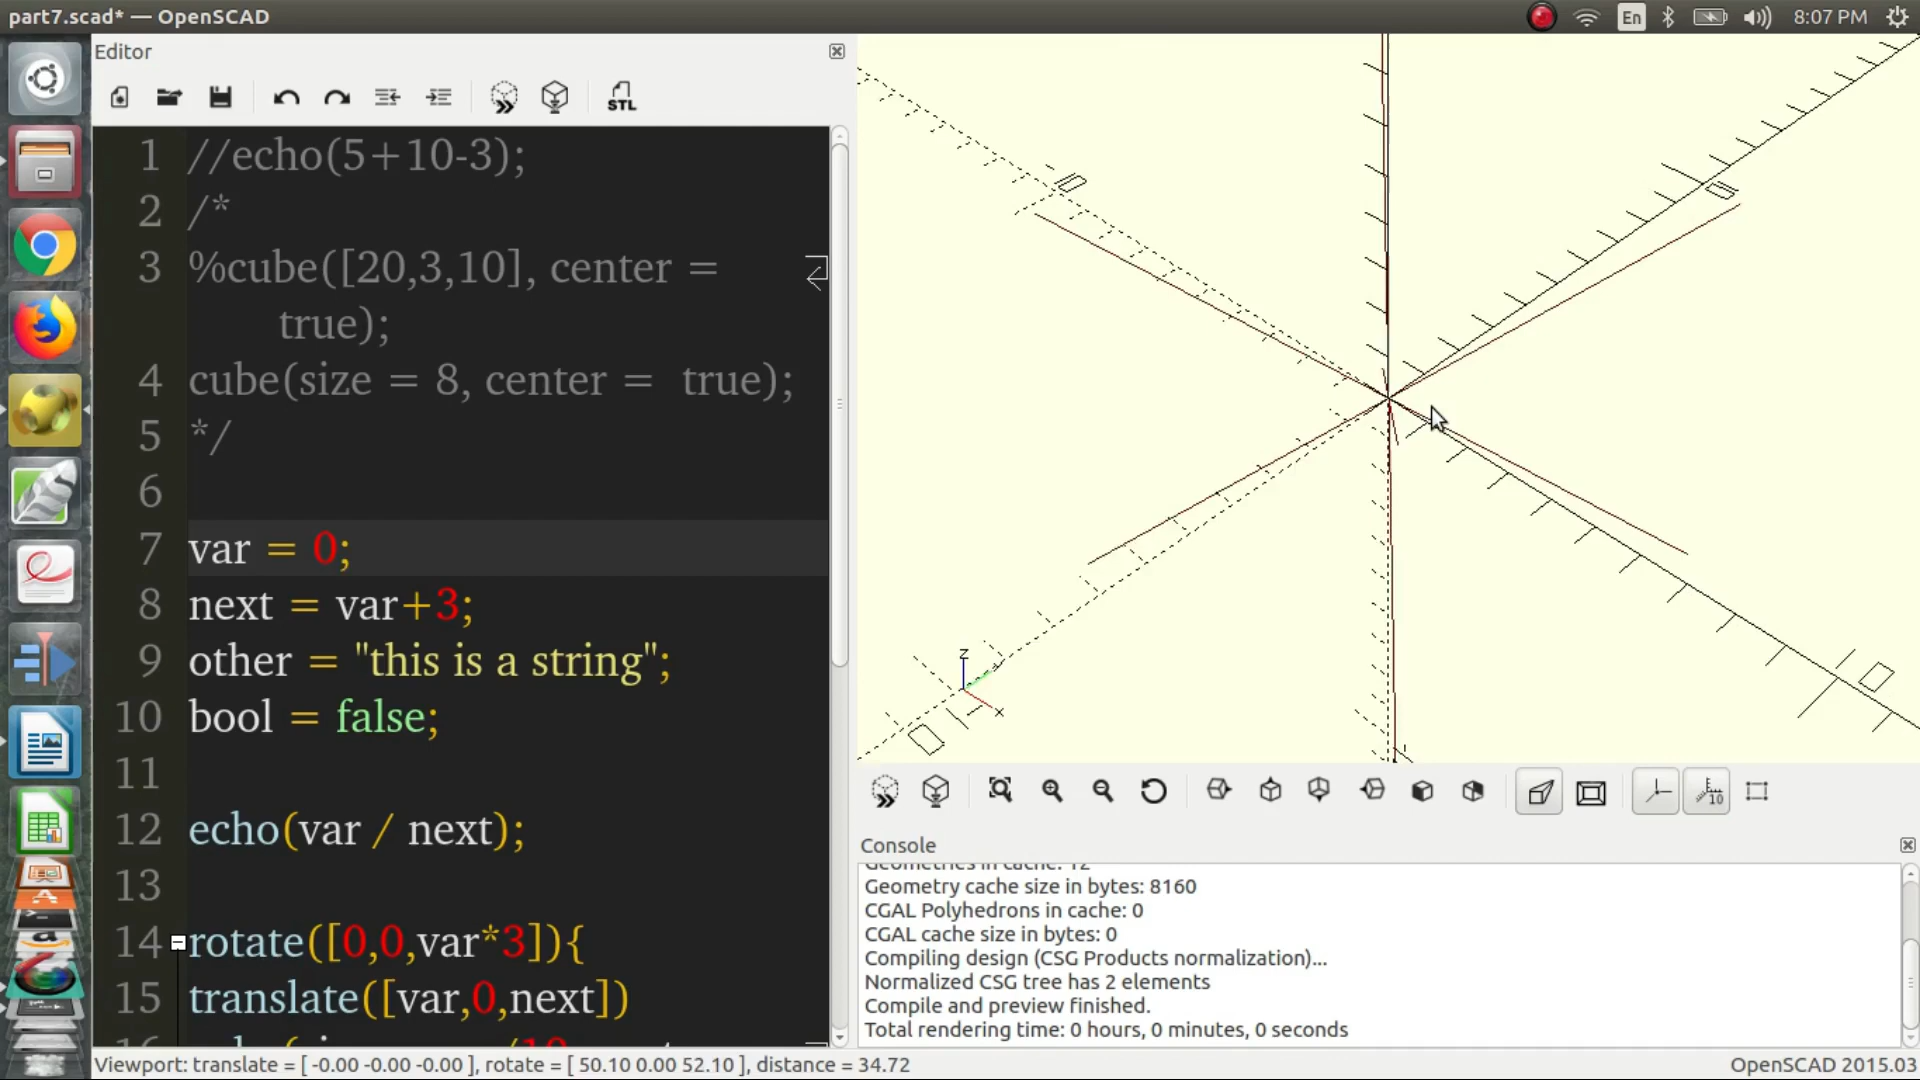 part7.scad* — OpenSCAD
En
8:07 PM
Editor
STL
1 //echo(5+10-3);
2 /*
3 %cube([20,3,10], center =
true);
4 cube(size = 8, center =  true);
5 */
6
7 var = 0;
8 next = var+3;
9 other = "this is a string";
10 bool = false;
11
12 echo(var / next);
13
14 rotate([0,0,var*3]){
15 translate([var,0,next])
z
x
10
Console
Geometries in cache: 12
Geometry cache size in bytes: 8160
CGAL Polyhedrons in cache: 0
CGAL cache size in bytes: 0
Compiling design (CSG Products normalization)...
Normalized CSG tree has 2 elements
Compile and preview finished.
Total rendering time: 0 hours, 0 minutes, 0 seconds
Viewport: translate = [ -0.00 -0.00 -0.00 ], rotate = [ 50.10 0.00 52.10 ], distance = 34.72
OpenSCAD 2015.03